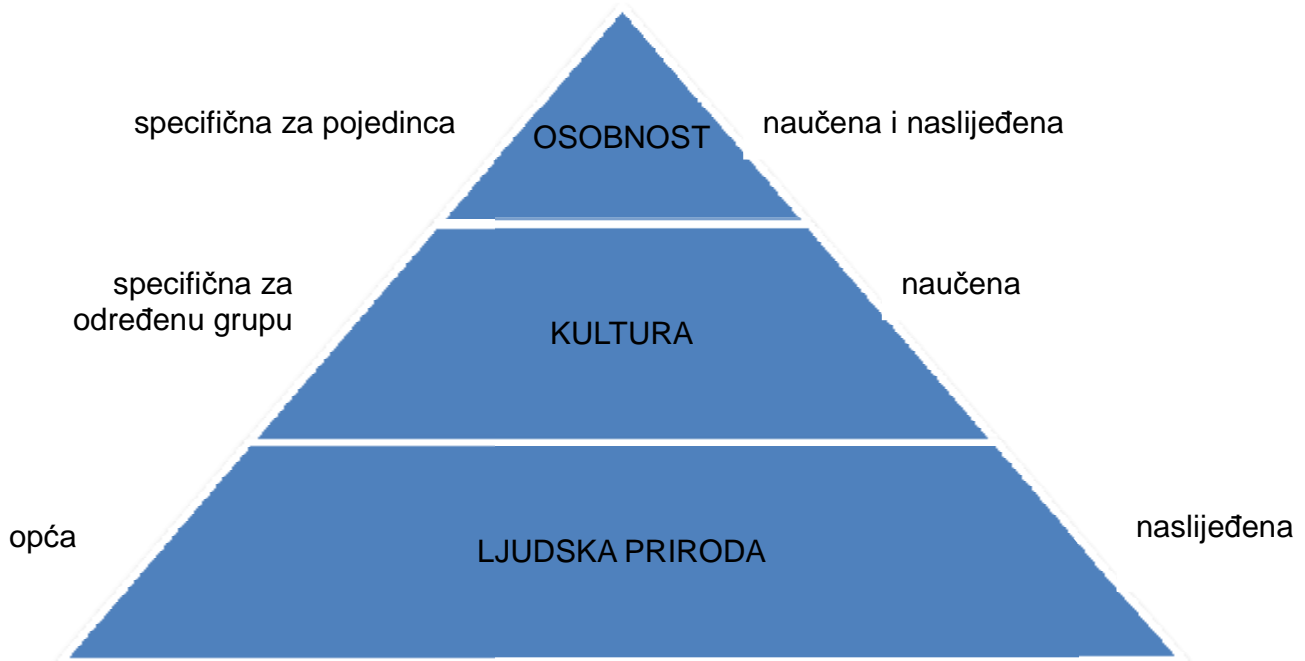 specifična za pojedinca
OSOBNOST
naučena i naslijeđena
specifična za
određenu grupu
KULTURA
naučena
opća
LJUDSKA PRIRODA
naslijeđena